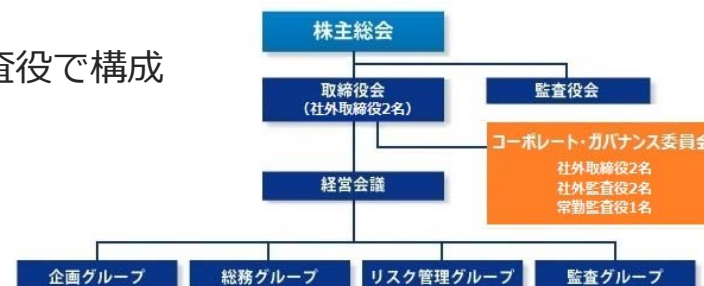 株主総会
査役で構成
取締役会
（社外取締役2名）
監査役会
コーポレート・ガバナンス委員会
社外取締役2名
社外監査役2名
常勤監査役1名
経営会議
企画グループ
総務グループ
リスク管理グループ
監査グループ